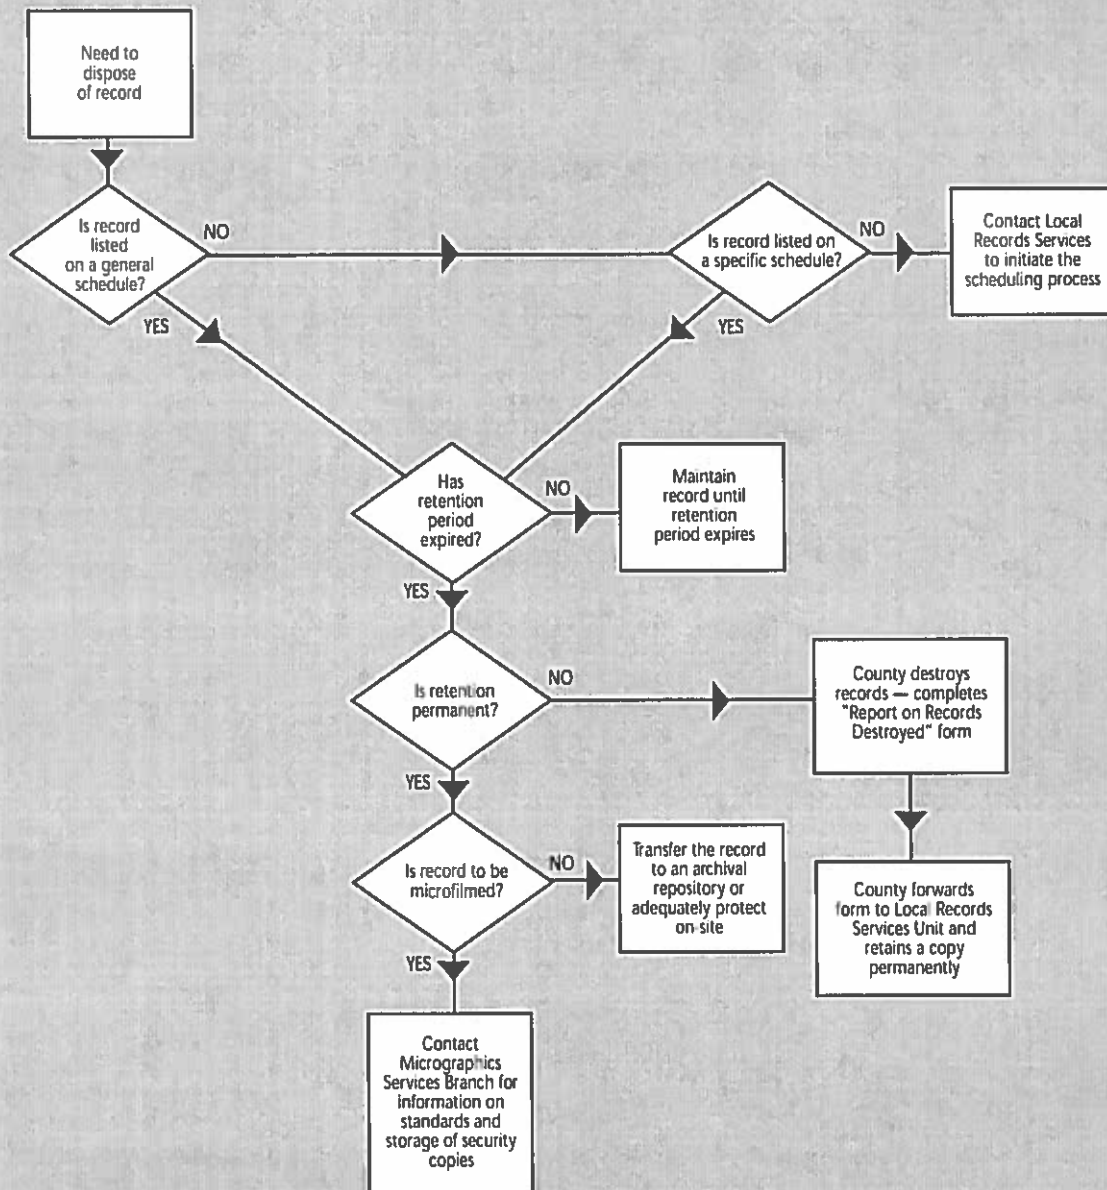 Need to
dispose
of record
Is record
listed
on a general
schedule?
NO
YES
Is record listed on
a specific schedule?
NO
YES
Contact Local
Records Services
to initiate the
scheduling process
Has
retention
period
expired?
NO
YES
Maintain
record until
retention
period expires
Is retention
permanent?
NO
YES
County destroys
records — completes
"Report on Records
Destroyed" form
County forwards
form to Local Records
Services Unit and
retains a copy
permanently
Is record to be
microfilmed?
NO
YES
Transfer the record
to an archival
repository or
adequately protect
on-site
Contact
Micrographics
Services Branch for
information on
standards and
storage of security
copies